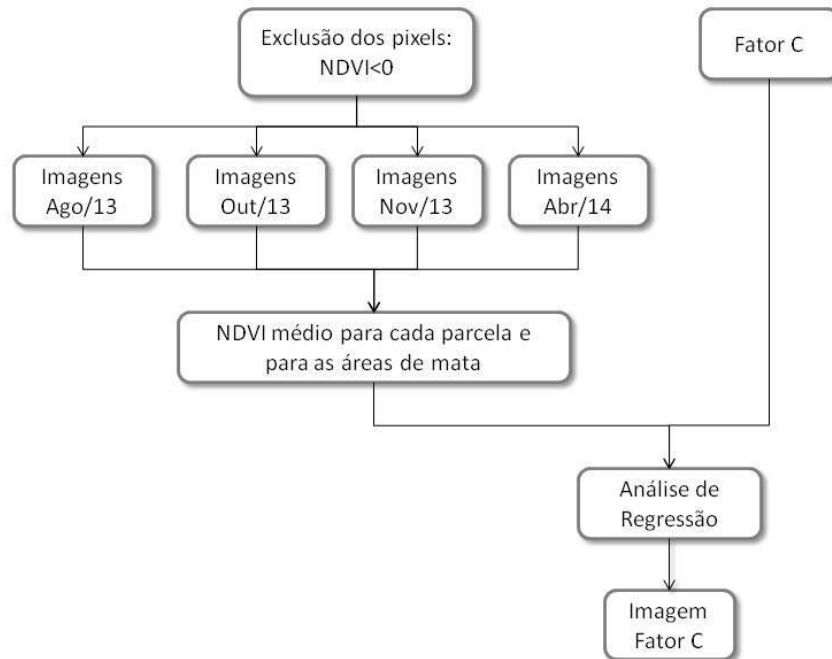 Exclusão dos pixels:
NDVI<0
Fator C
Imagens
Ago/13
Imagens
Out/13
Imagens
Nov/13
Imagens
Abr/14
NDVI médio para cada parcela e
para as áreas de mata
Análise de
Regressão
Imagem
Fator C